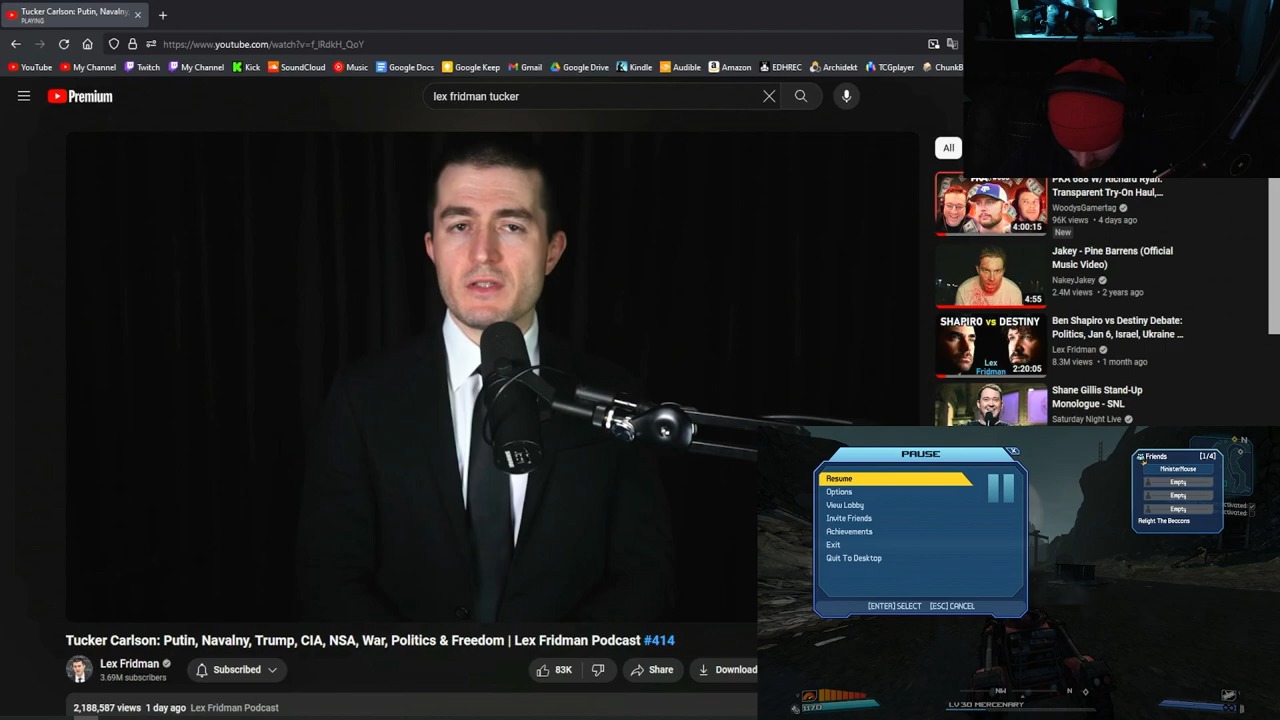 Tucker Carlson: Putin, Navalny,
PLAYING
https://www.youtube.com/watch?v=f_lRdkH_QoY
YouTube
My Channel
Twitch
My Channel
Kick
SoundCloud
Music
Google Docs
Google Keep
Gmail
Google Drive
Kindle
Audible
Amazon
EDHREC
Archidekt
TCGplayer
ChunkB
Premium
lex fridman tucker
All
PKA 688 W/ Richard Ryan:
Transparent Try-On Haul,...
WoodysGamertag
96K views • 4 days ago
New
4:00:15
Jakey - Pine Barrens (Official
Music Video)
NakeyJakey
2.4M views • 2 years ago
4:55
SHAPIRO VS DESTINY
Lex
Fridman
2:20:05
Ben Shapiro vs Destiny Debate:
Politics, Jan 6, Israel, Ukraine ...
Lex Fridman
8.3M views • 1 month ago
Shane Gillis Stand-Up
Monologue - SNL
Saturday Night Live
PAUSE
Resume
Options
View Lobby
Invite Friends
Achievements
Exit
Quit To Desktop
[ENTER] SELECT [ESC] CANCEL
Friends [1/4]
MinisterMouse
Empty
Empty
Empty
Relight The Beacons
N
NW
N
LV 30 MERCENARY
Tucker Carlson: Putin, Navalny, Trump, CIA, NSA, War, Politics & Freedom | Lex Fridman Podcast #414
Lex Fridman
3.69M subscribers
Subscribed
83K
Share
Download
2,188,587 views 1 day ago Lex Fridman Podcast